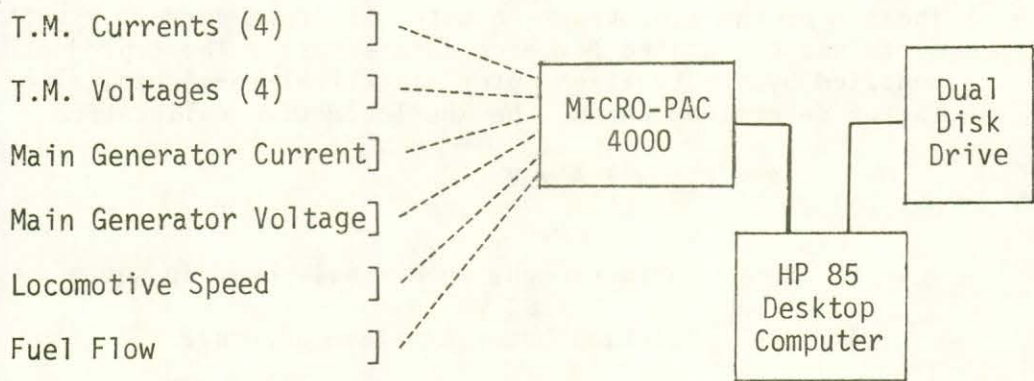 T.M. Currents (4) ]
T.M. Voltages (4) ]
Main Generator Current]
Main Generator Voltage]
Locomotive Speed ]
Fuel Flow ]
MICRO-PAC
4000
Dual
Disk
Drive
HP 85
Desktop
Computer